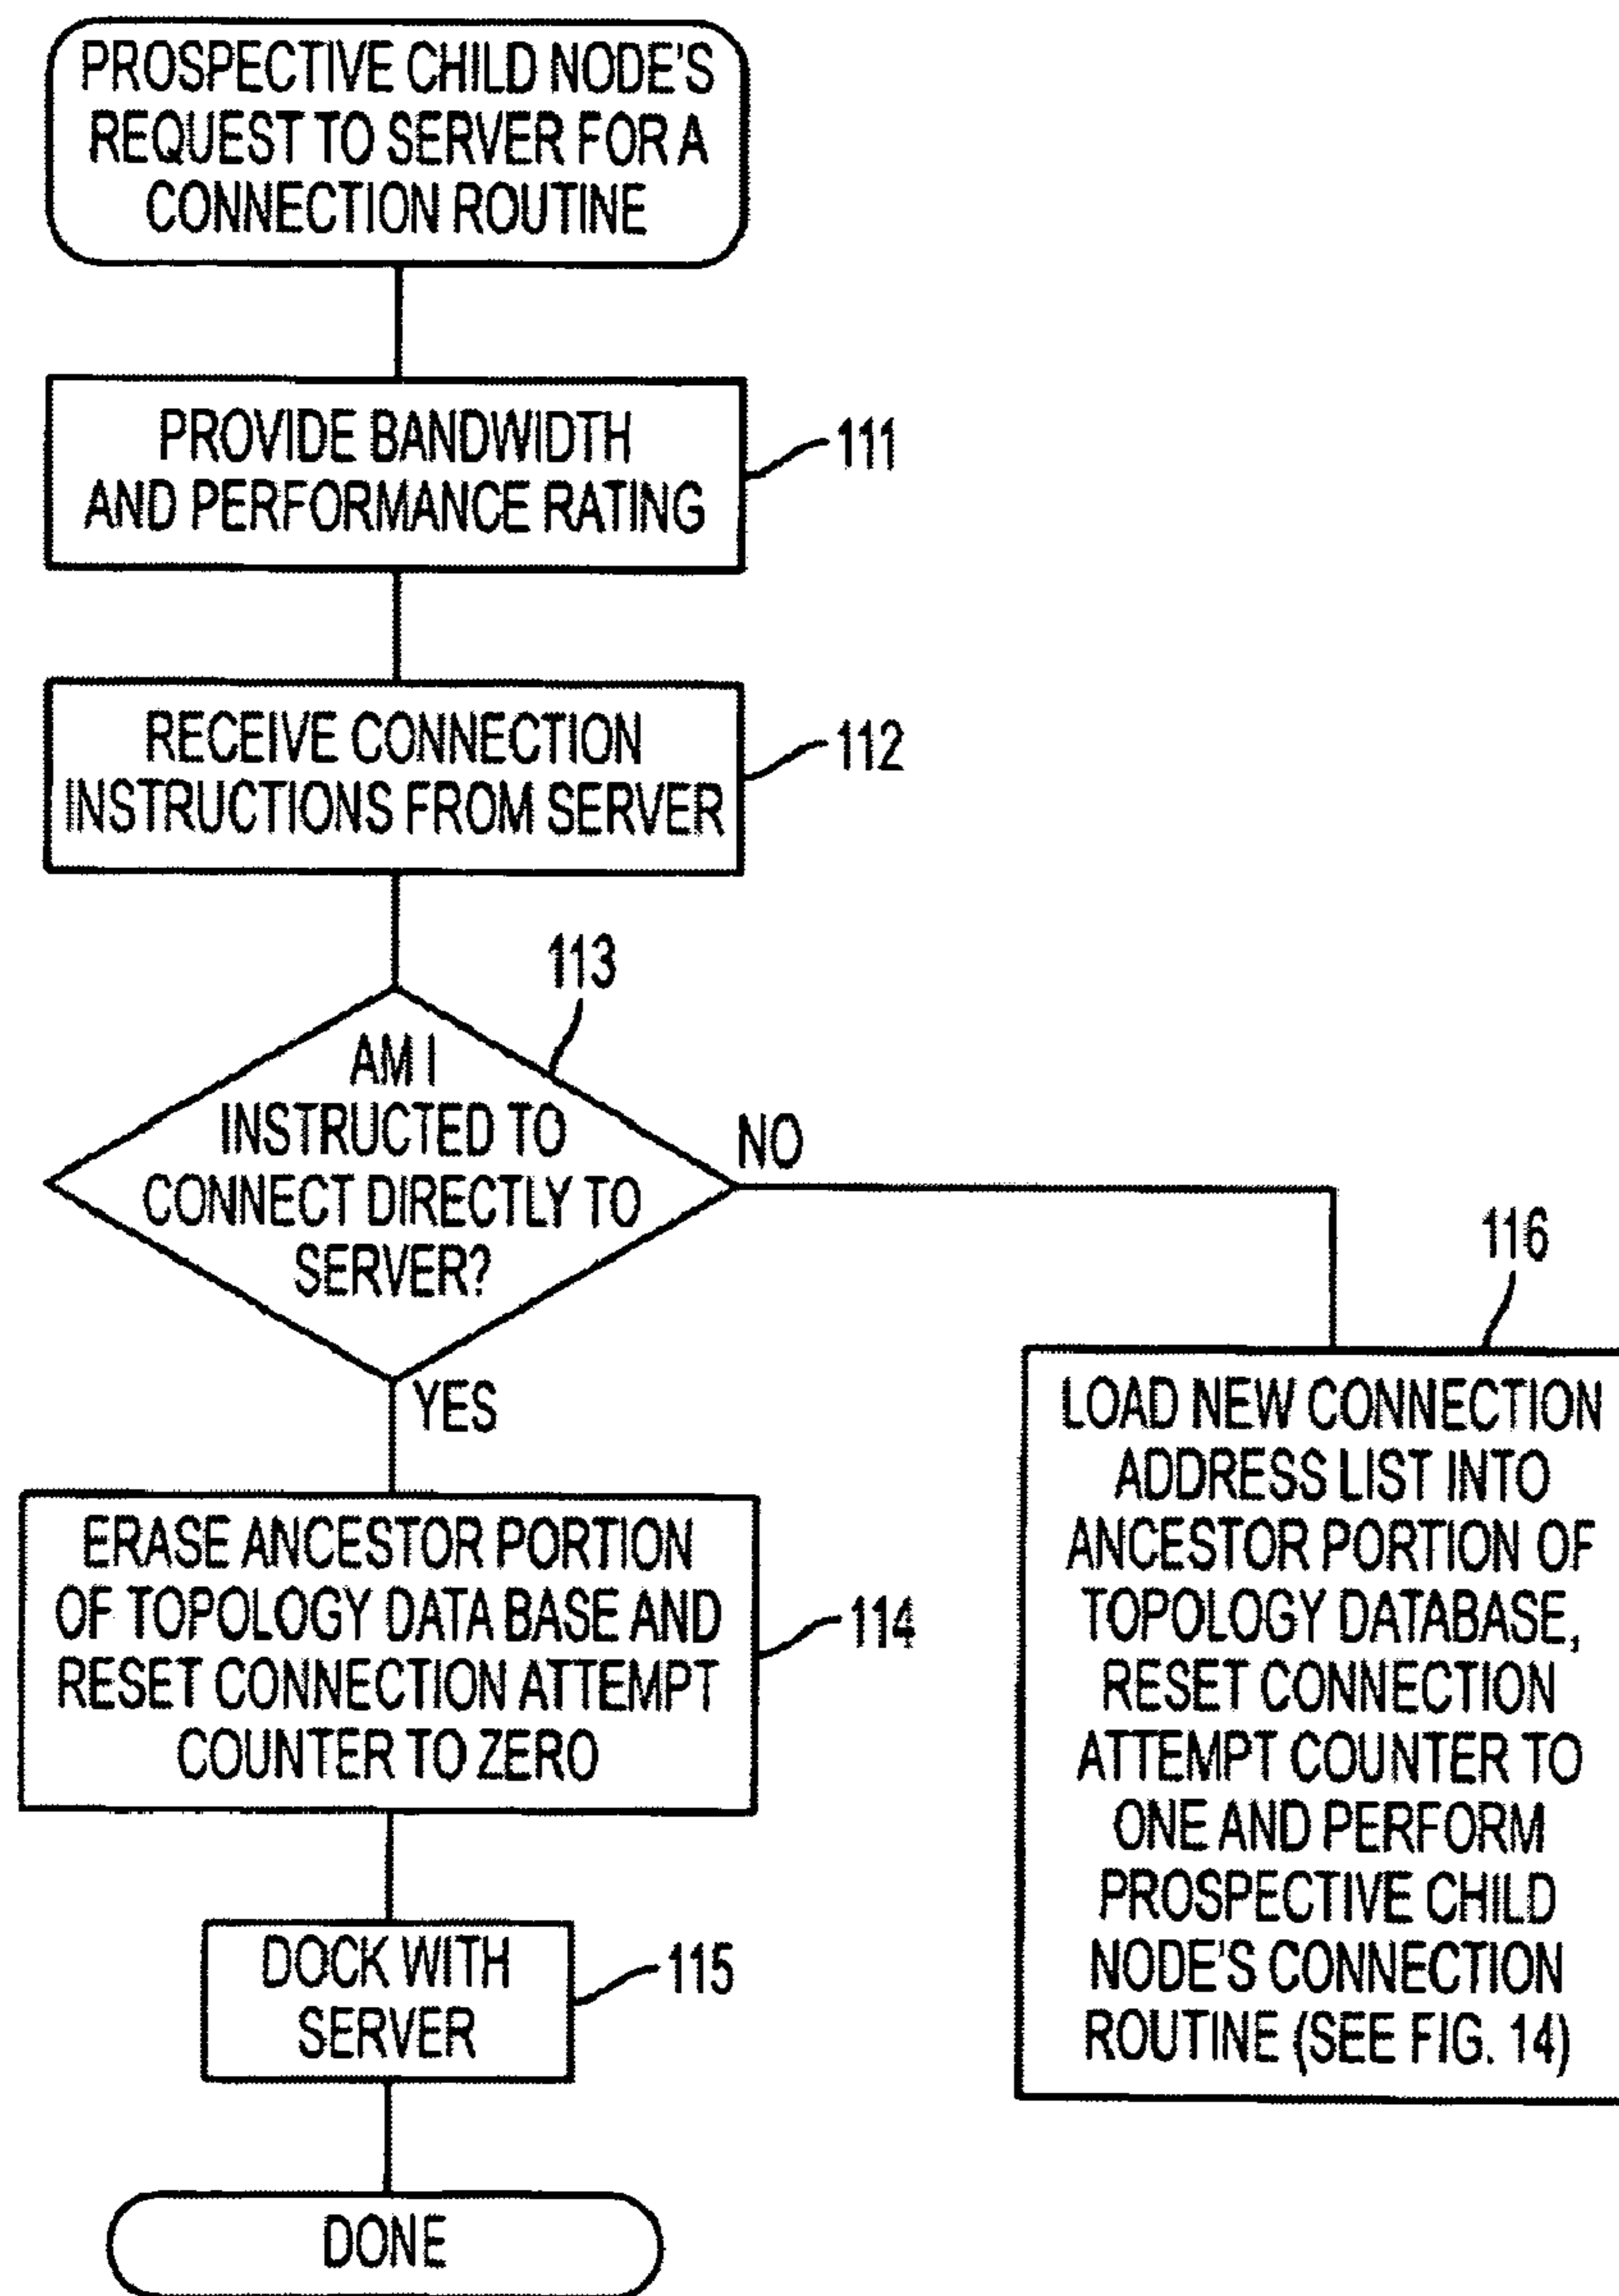 PROSPECTIVE CHILD NODE'S
REQUEST TO SERVER FOR A
CONNECTION ROUTINE
PROVIDE BANDWIDTH
AND PERFORMANCE RATING
111
RECEIVE CONNECTION
INSTRUCTIONS FROM SERVER
112
113
AM I
INSTRUCTED TO
CONNECT DIRECTLY TO
SERVER?
NO
YES
ERASE ANCESTOR PORTION
OF TOPOLOGY DATA BASE AND
RESET CONNECTION ATTEMPT
COUNTER TO ZERO
114
DOCK WITH
SERVER
115
DONE
116
LOAD NEW CONNECTION
ADDRESS LIST INTO
ANCESTOR PORTION OF
TOPOLOGY DATABASE,
RESET CONNECTION
ATTEMPT COUNTER TO
ONE AND PERFORM
PROSPECTIVE CHILD
NODE'S CONNECTION
ROUTINE (SEE FIG. 14)